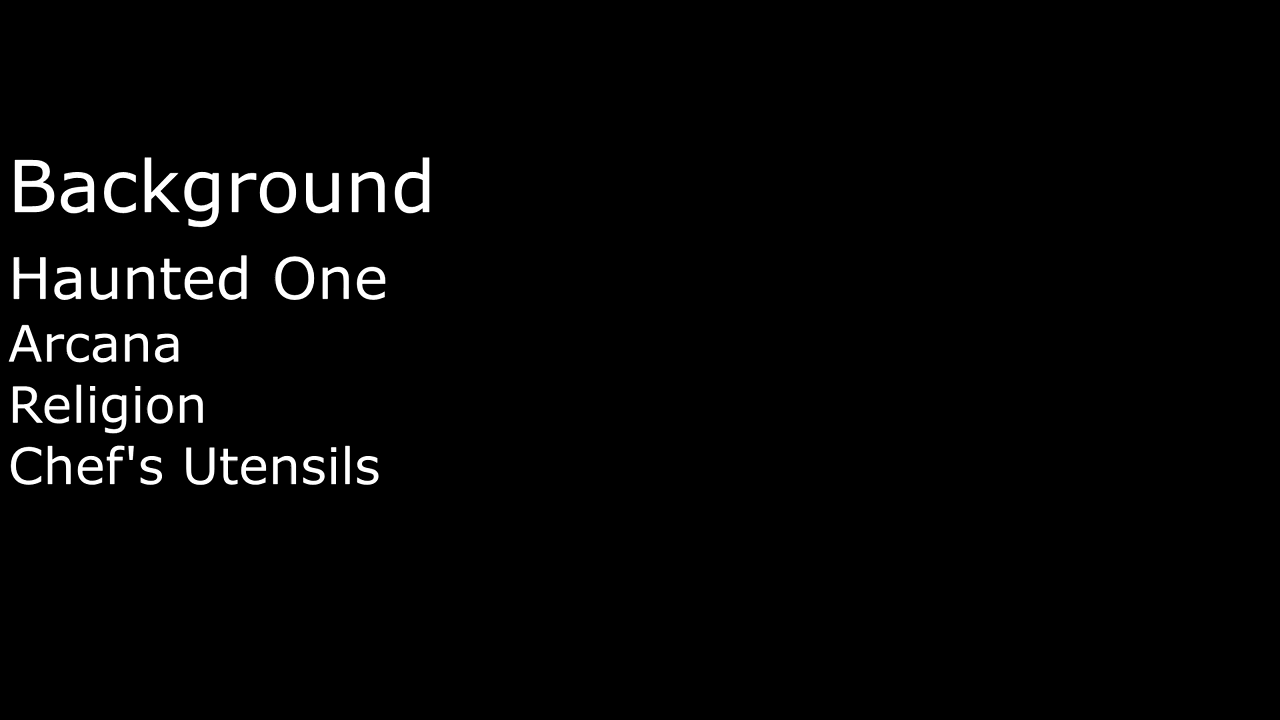 Background
Haunted One
Arcana
Religion
Chef's Utensils